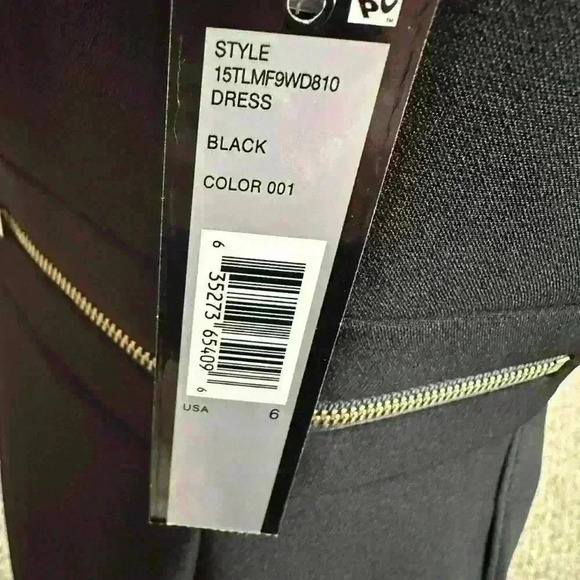 STYLE
15TLMF9WD810
DRESS
BLACK
COLOR 001
6 35273 65409 6
USA 6